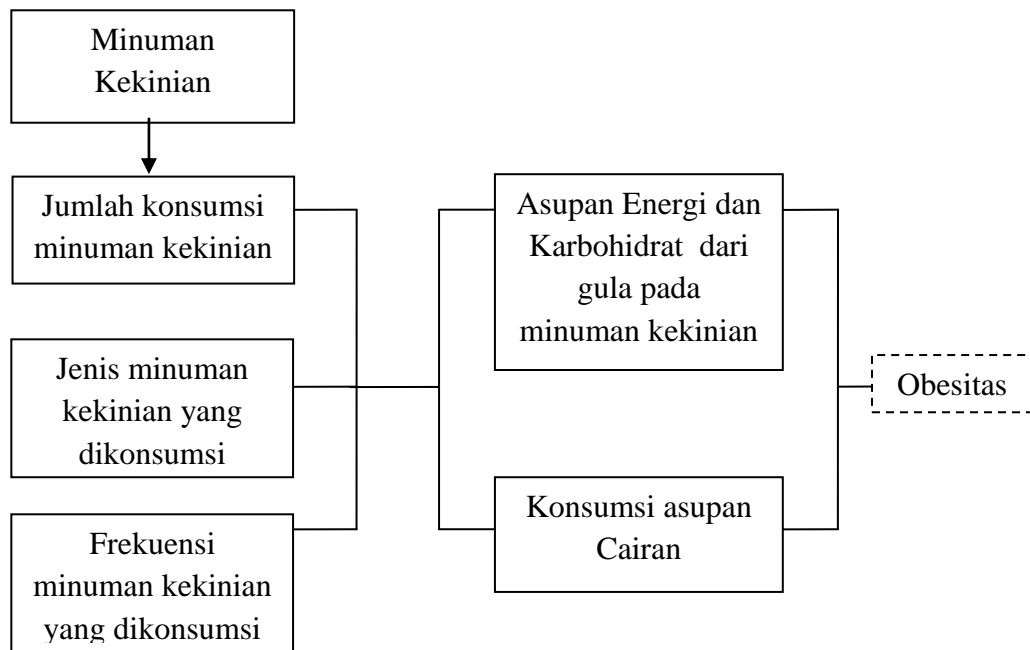 Minuman
Kekinian
Jumlah konsumsi
minuman kekinian
Jenis minuman
kekinian yang
dikonsumsi
Frekuensi
minuman kekinian
yang dikonsumsi
Asupan Energi dan
Karbohidrat dari
gula pada
minuman kekinian
Konsumsi asupan
Cairan
Obesitas